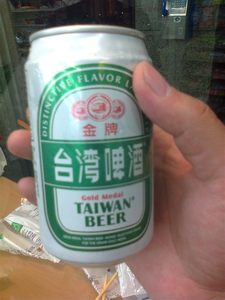 DISTINCTIVE FLAVOR
金牌
台湾啤酒
Gold Medal
TAIWAN
BEER